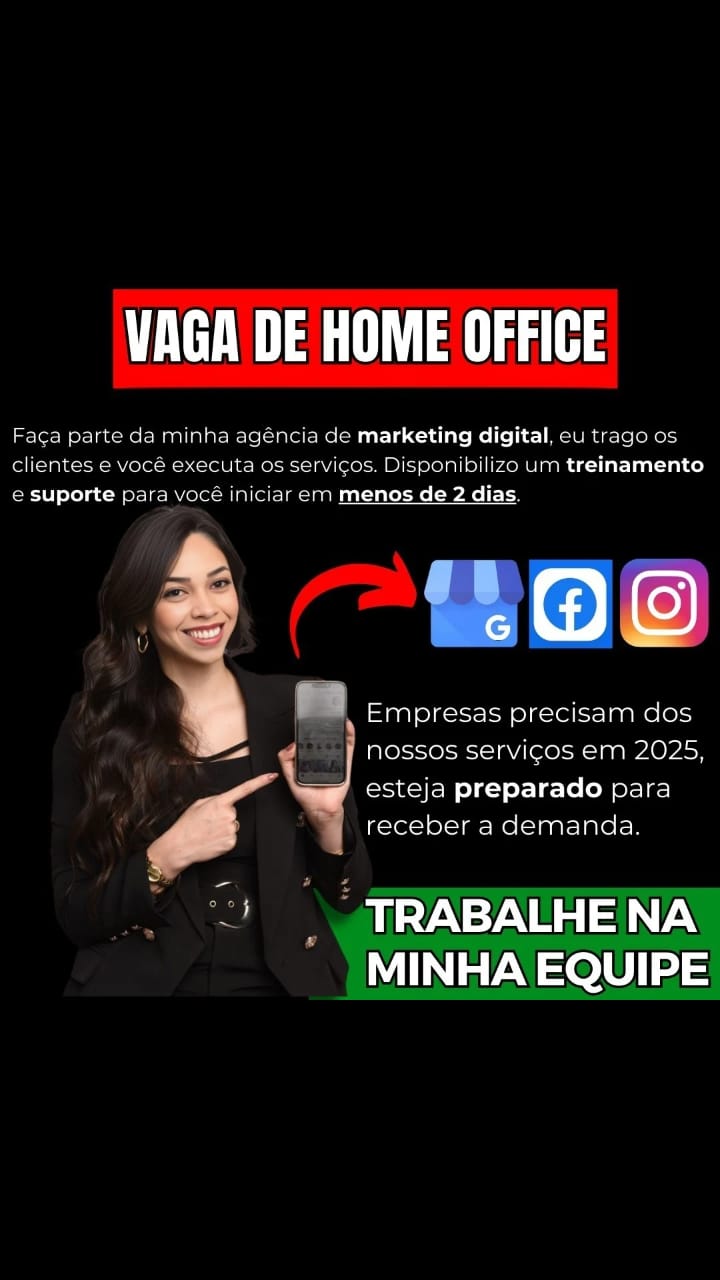 VAGA DE HOME OFFICE
Faça parte da minha agência de marketing digital, eu trago os
clientes e você executa os serviços. Disponibilizo um treinamento
e suporte para você iniciar em menos de 2 dias.
G
Empresas precisam dos
nossos serviços em 2025,
esteja preparado para
receber a demanda.
TRABALHE NA
MINHA EQUIPE